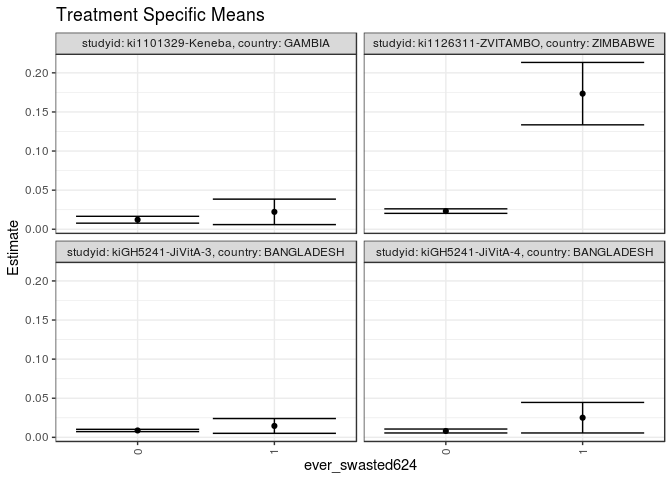 Treatment Specific Means
studyid: ki1101329-Keneba, country: GAMBIA
studyid: ki1126311-ZVITAMBO, country: ZIMBABWE
0.20
0.15
0.10
0.05
0.00
studyid: kiGH5241-JiVitA-3, country: BANGLADESH
studyid: kiGH5241-JiVitA-4, country: BANGLADESH
0.20
0.15
0.10
0.05
0.00
Estimate
0
1
0
1
ever_swasted624